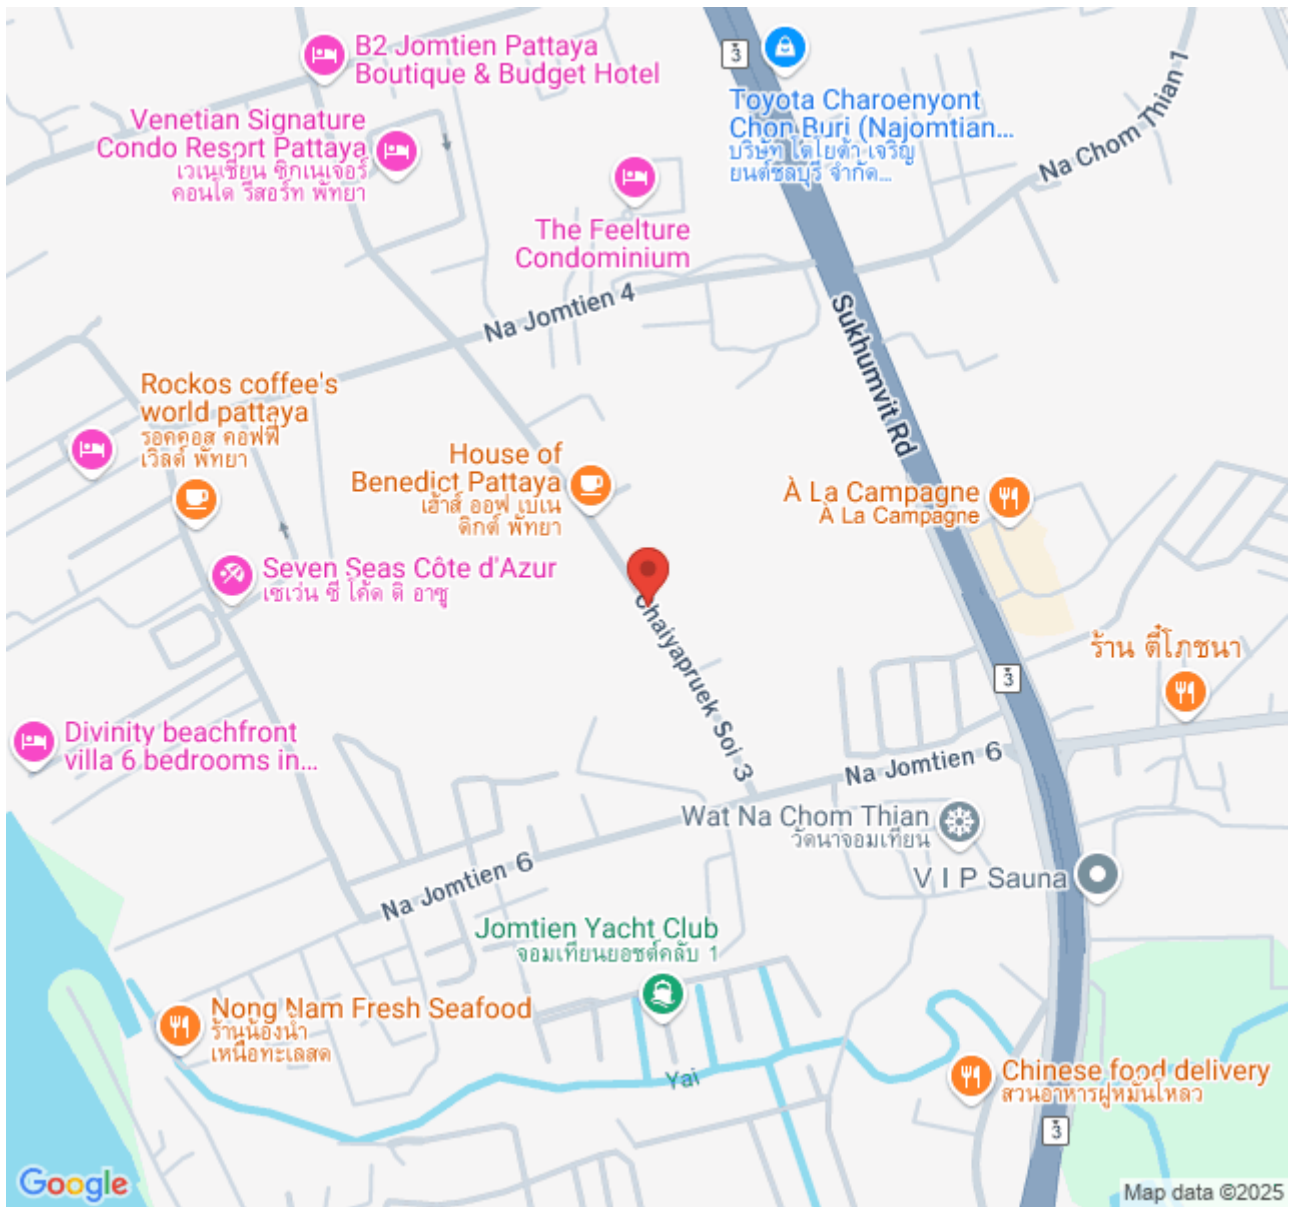 B2 Jomtien Pattaya
Boutique & Budget Hotel
3
Toyota Charoenyont
Chon Buri (Najomtian...
บริษัท โตโยต้า เจริญ
ยนต์ชลบุรี จำกัด...
Na Chom Thian 1
Venetian Signature
Condo Resort Pattaya
เวเนเชี่ยน ซิกเนเจอร์
คอนโด รีสอร์ท พัทยา
The Feelture
Condominium
Na Jomtien 4
Sukhumvit Rd
Rockos coffee's
world pattaya
รอคคอส คอฟฟี่
เวิลด์ พัทยา
House of
Benedict Pattaya
เฮ้าส์ ออฟ เบเน
ดิกต์ พัทยา
À La Campagne
À La Campagne
Seven Seas Côte d'Azur
เซเว่น ซี โค้ด ดิ อาซู
Chaiyapruek Soi 3
ร้าน ตี๋โภชนา
3
Divinity beachfront
villa 6 bedrooms in...
Na Jomtien 6
Wat Na Chom Thian
วัดนาจอมเทียน
V I P Sauna
Na Jomtien 6
Jomtien Yacht Club
จอมเทียนยอชต์คลับ 1
Nong Nam Fresh Seafood
ร้านน้องน้ำ
เหนือทะเลสด
Yai
Chinese food delivery
สวนอาหารฝูหมั่นโหลว
3
Google
Map data ©2025